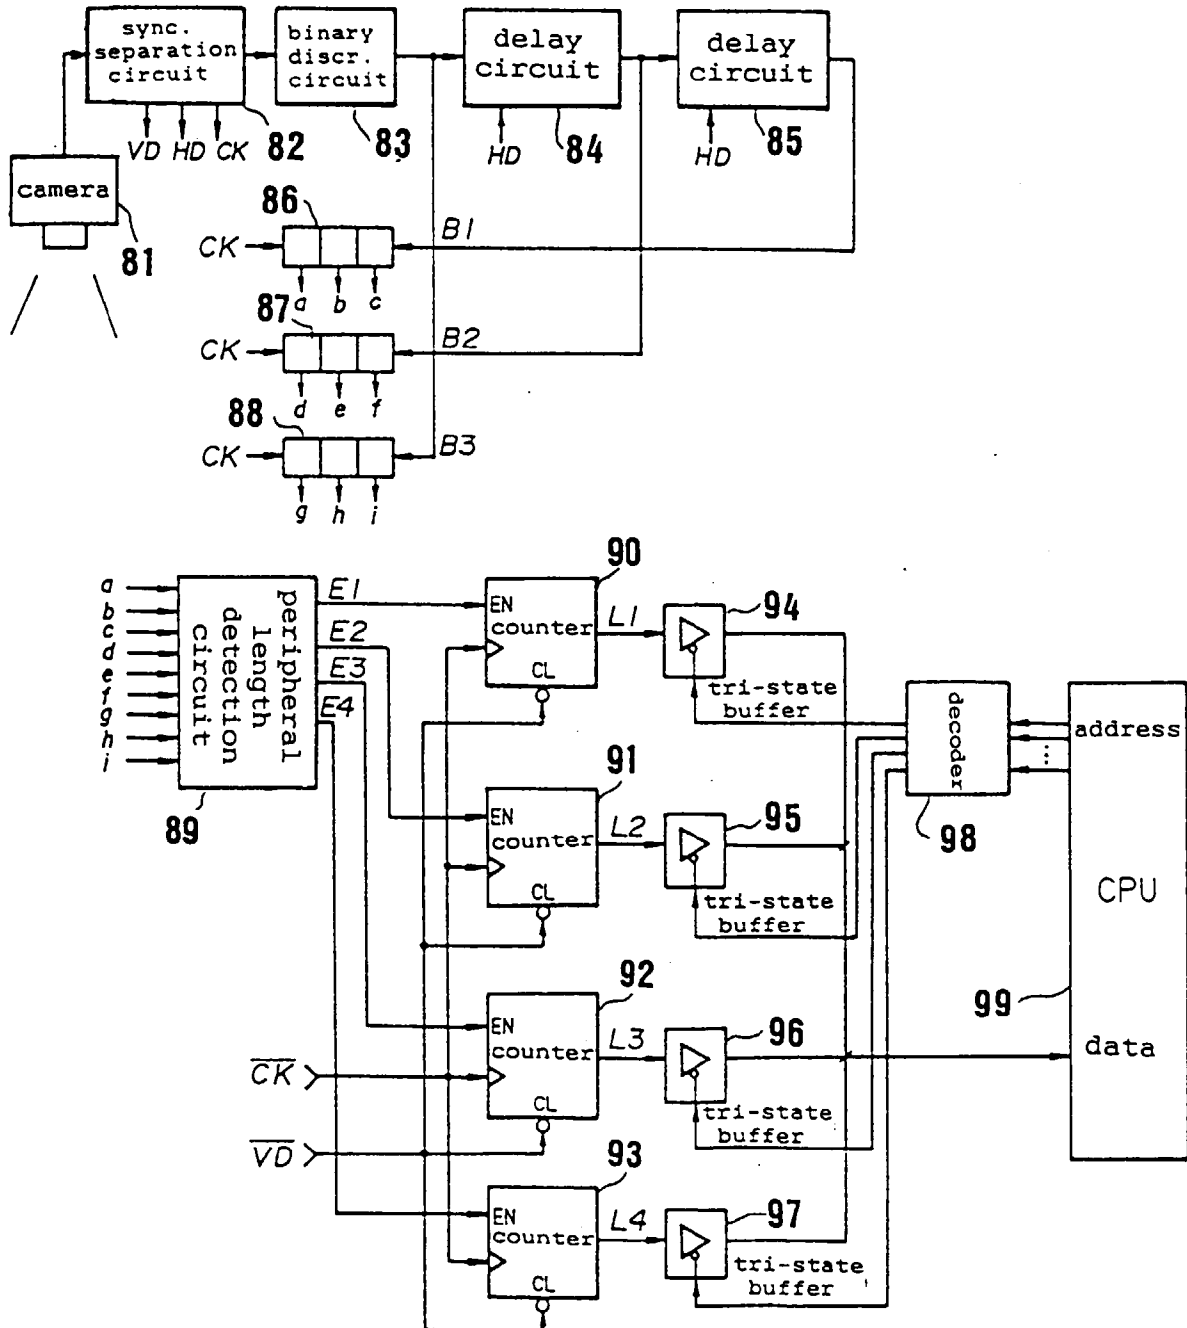 sync.
separation
circuit
binary
discr.
circuit
delay
circuit
delay
circuit
VD HD CK
82
83
HD
84
HD
85
camera
81
86
CK
B1
a b c
87
CK
B2
d e f
88
CK
B3
g h i
a
b
c
d
e
f
g
h
i
peripheral
length
detection
circuit
89
E1
E2
E3
E4
90
EN
counter
CL
L1
94
tri-state
buffer
91
EN
counter
CL
L2
95
tri-state
buffer
92
EN
counter
CL
L3
96
tri-state
buffer
93
EN
counter
CL
L4
97
tri-state
buffer
C̅K̅
V̅D̅
decoder
98
address
CPU
99
data